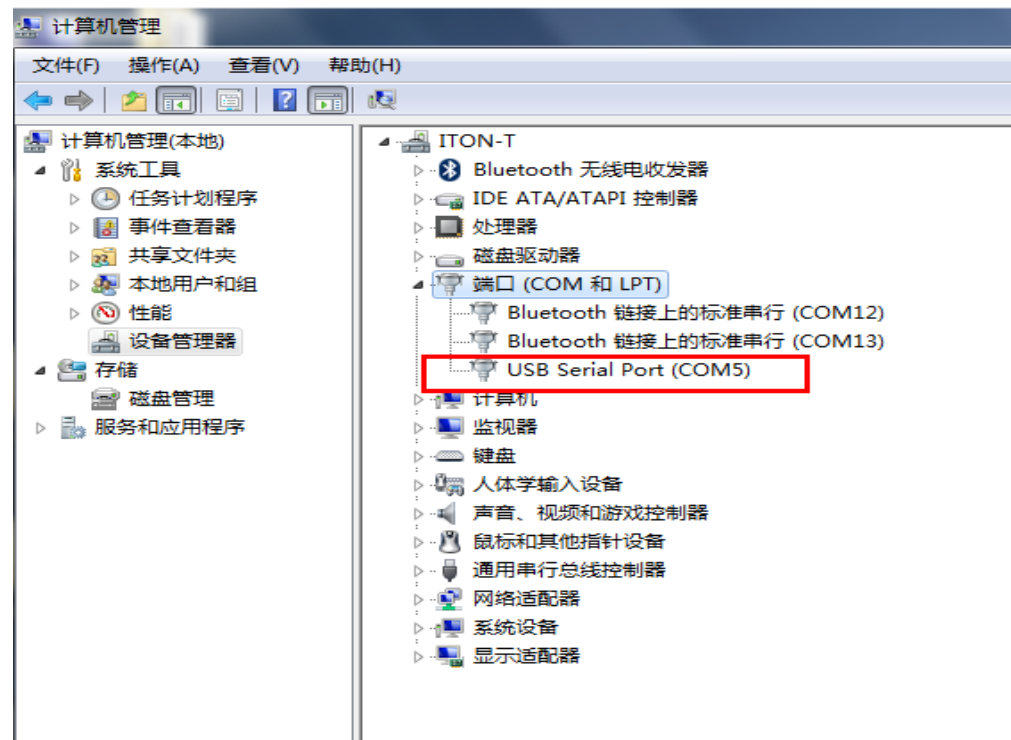 计算机管理
文件(F) 操作(A) 查看(V) 帮助(H)
计算机管理(本地)
系统工具
任务计划程序
事件查看器
共享文件夹
本地用户和组
性能
设备管理器
存储
磁盘管理
服务和应用程序
ITON-T
Bluetooth 无线电收发器
IDE ATA/ATAPI 控制器
处理器
磁盘驱动器
端口 (COM 和 LPT)
Bluetooth 链接上的标准串行 (COM12)
Bluetooth 链接上的标准串行 (COM13)
USB Serial Port (COM5)
计算机
监视器
键盘
人体学输入设备
声音、视频和游戏控制器
鼠标和其他指针设备
通用串行总线控制器
网络适配器
系统设备
显示适配器